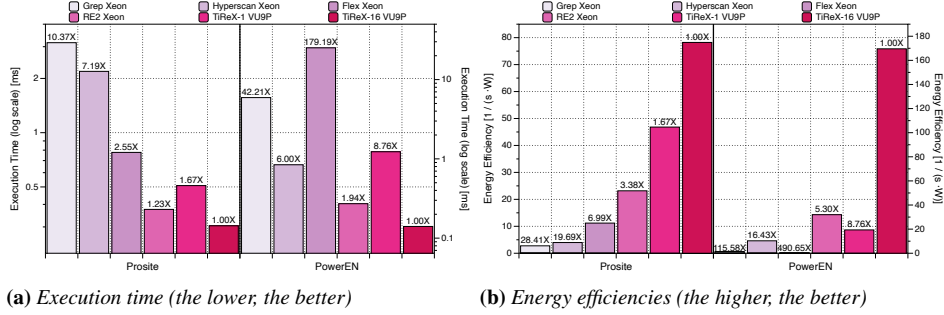 Grep Xeon Hyperscan Xeon Flex Xeon
RE2 Xeon TiReX-1 VU9P TiReX-16 VU9P
10.37X
7.19X
2.55X
1.23X
1.67X
1.00X
42.21X
6.00X
179.19X
1.94X
8.76X
1.00X
2
1
0.5
Execution Time (log scale) [ms]
10
1
0.1
Execution Time (log scale) [ms]
Prosite PowerEN
(a) Execution time (the lower, the better)
Grep Xeon Hyperscan Xeon Flex Xeon
RE2 Xeon TiReX-1 VU9P TiReX-16 VU9P
28.41X
19.69X
6.99X
3.38X
1.67X
1.00X
115.58X
16.43X
490.65X
5.30X
8.76X
1.00X
80
70
60
50
40
30
20
10
0
Energy Efficiency [1 / (s ·W)]
180
160
140
120
100
80
60
40
20
0
Energy Efficiency [1 / (s ·W)]
Prosite PowerEN
(b) Energy efficiencies (the higher, the better)